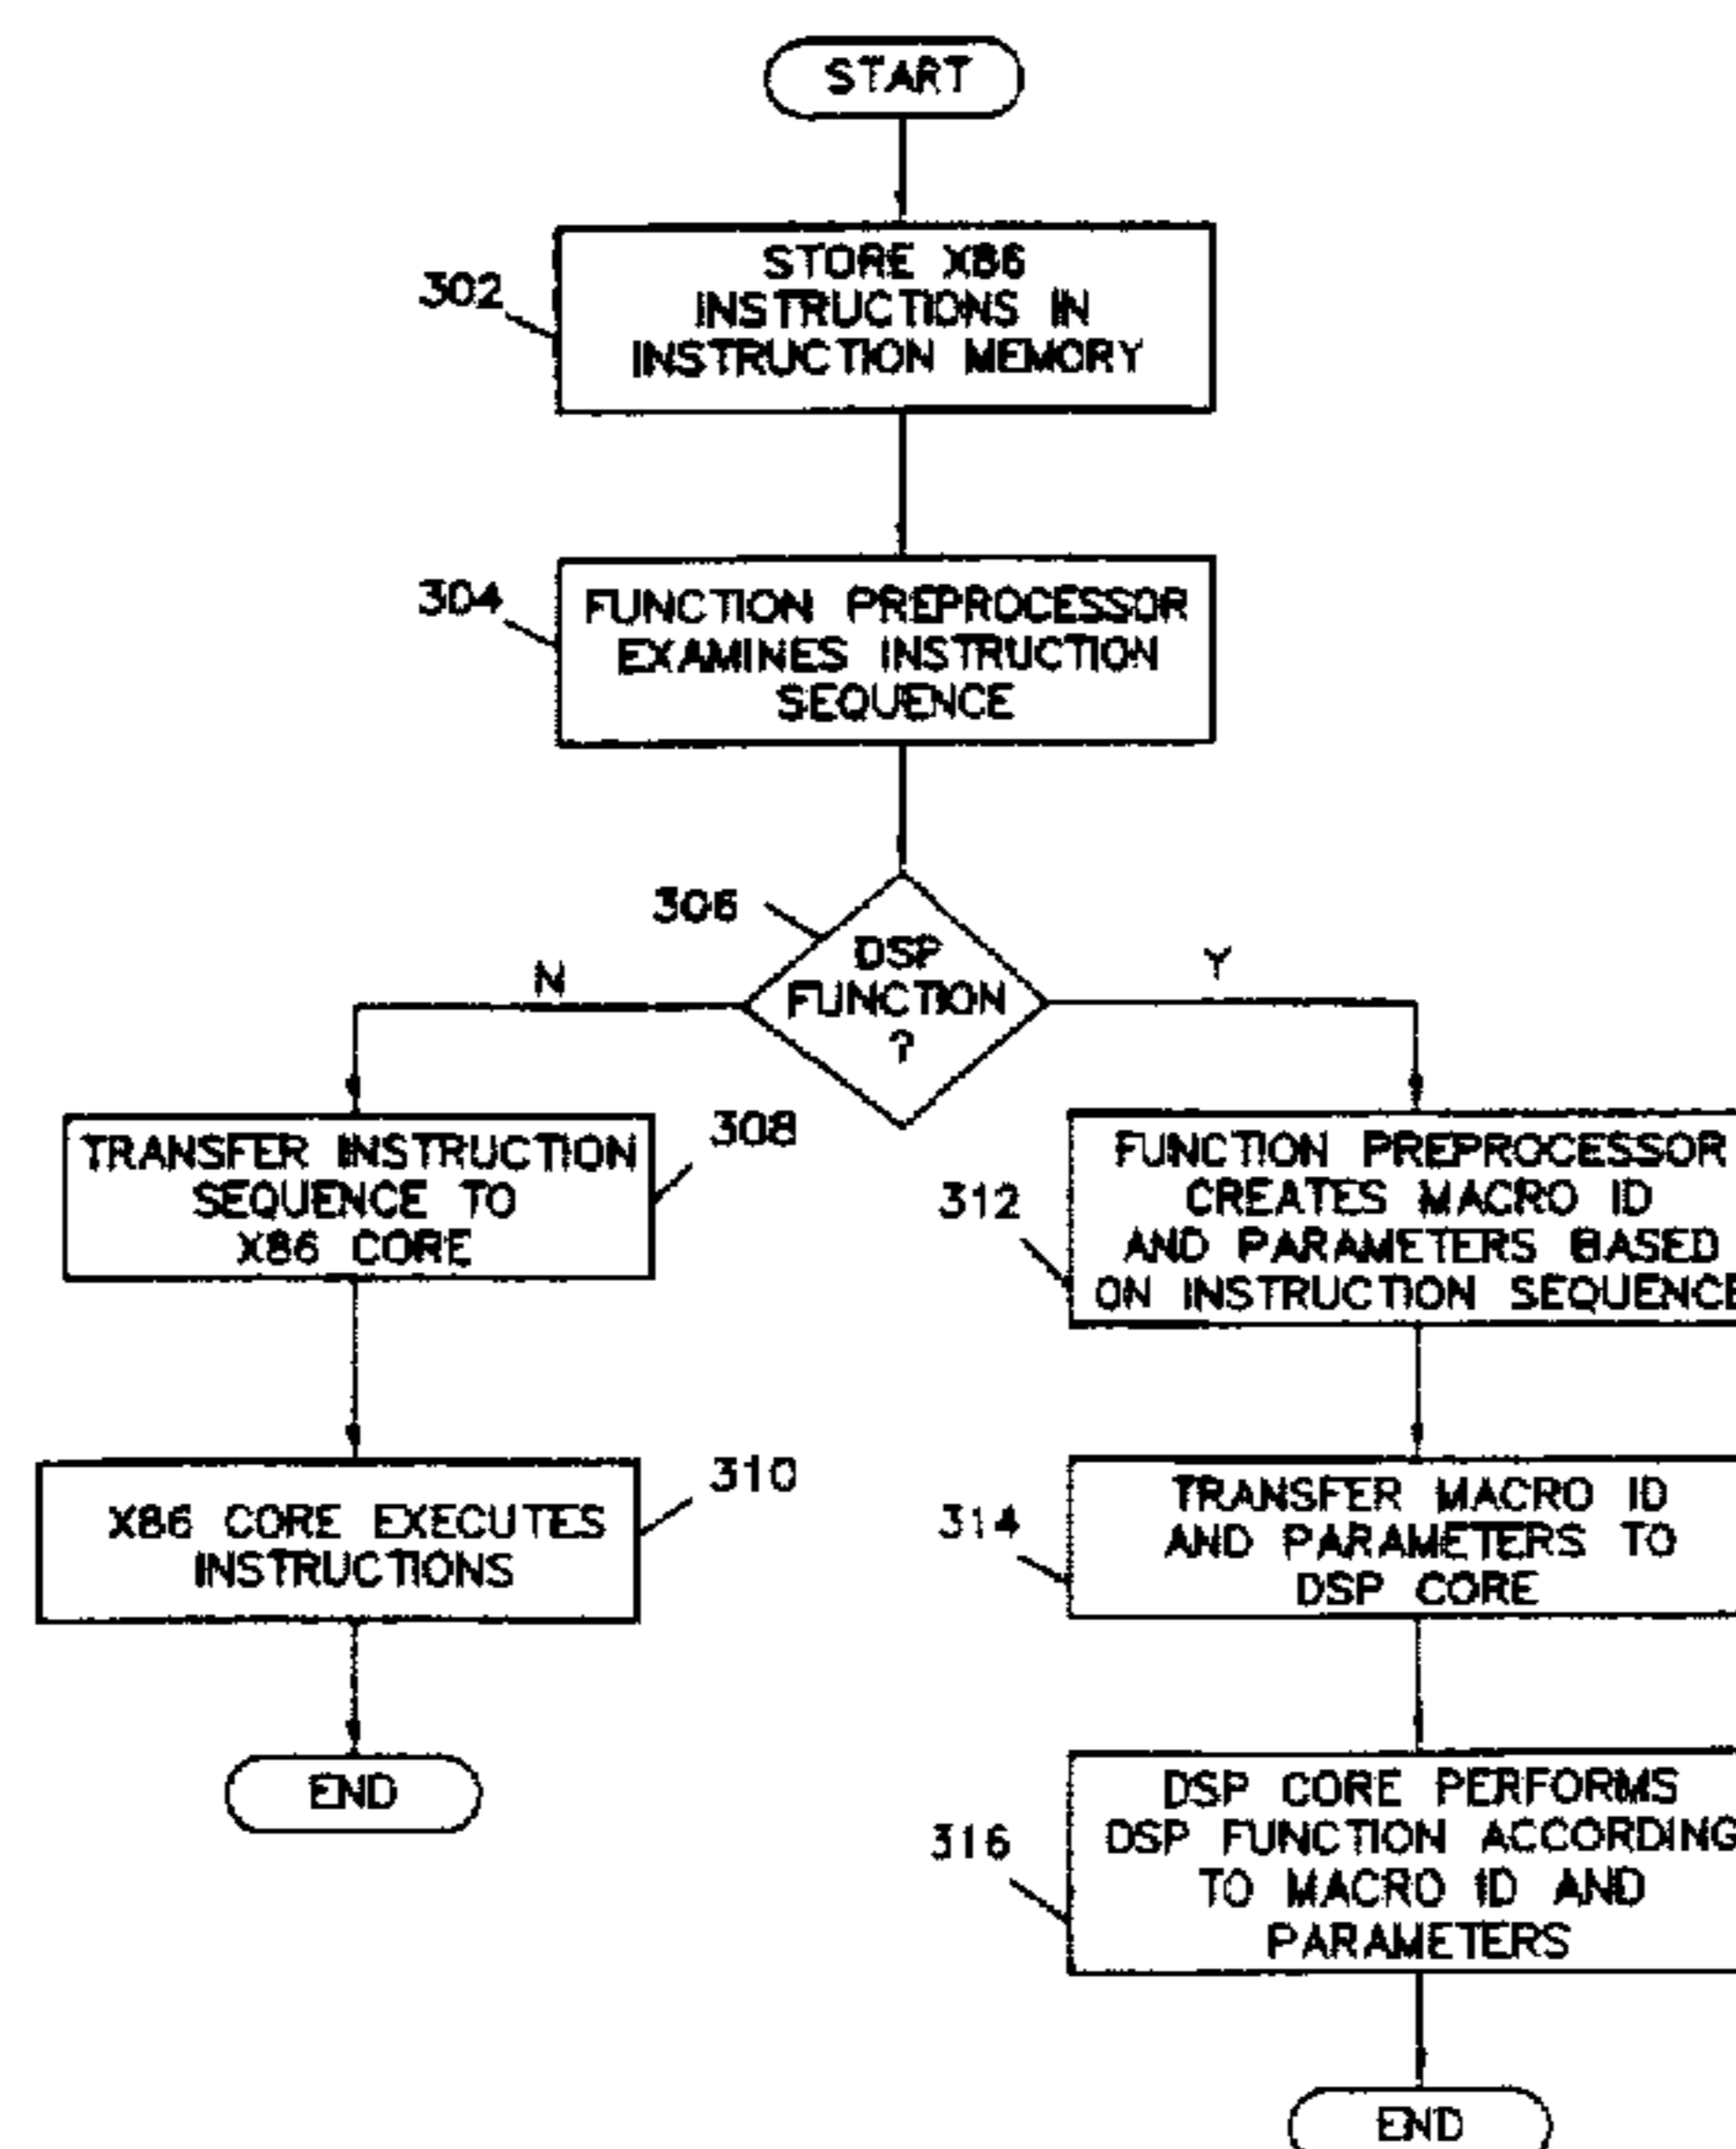 START
302
STORE X86
INSTRUCTIONS IN
INSTRUCTION MEMORY
304
FUNCTION PREPROCESSOR
EXAMINES INSTRUCTION
SEQUENCE
306
DSP
FUNCTION
?
N
Y
308
TRANSFER INSTRUCTION
SEQUENCE TO
X86 CORE
310
X86 CORE EXECUTES
INSTRUCTIONS
END
312
FUNCTION PREPROCESSOR
CREATES MACRO ID
AND PARAMETERS BASED
ON INSTRUCTION SEQUENCE
314
TRANSFER MACRO ID
AND PARAMETERS TO
DSP CORE
316
DSP CORE PERFORMS
DSP FUNCTION ACCORDING
TO MACRO ID AND
PARAMETERS
END